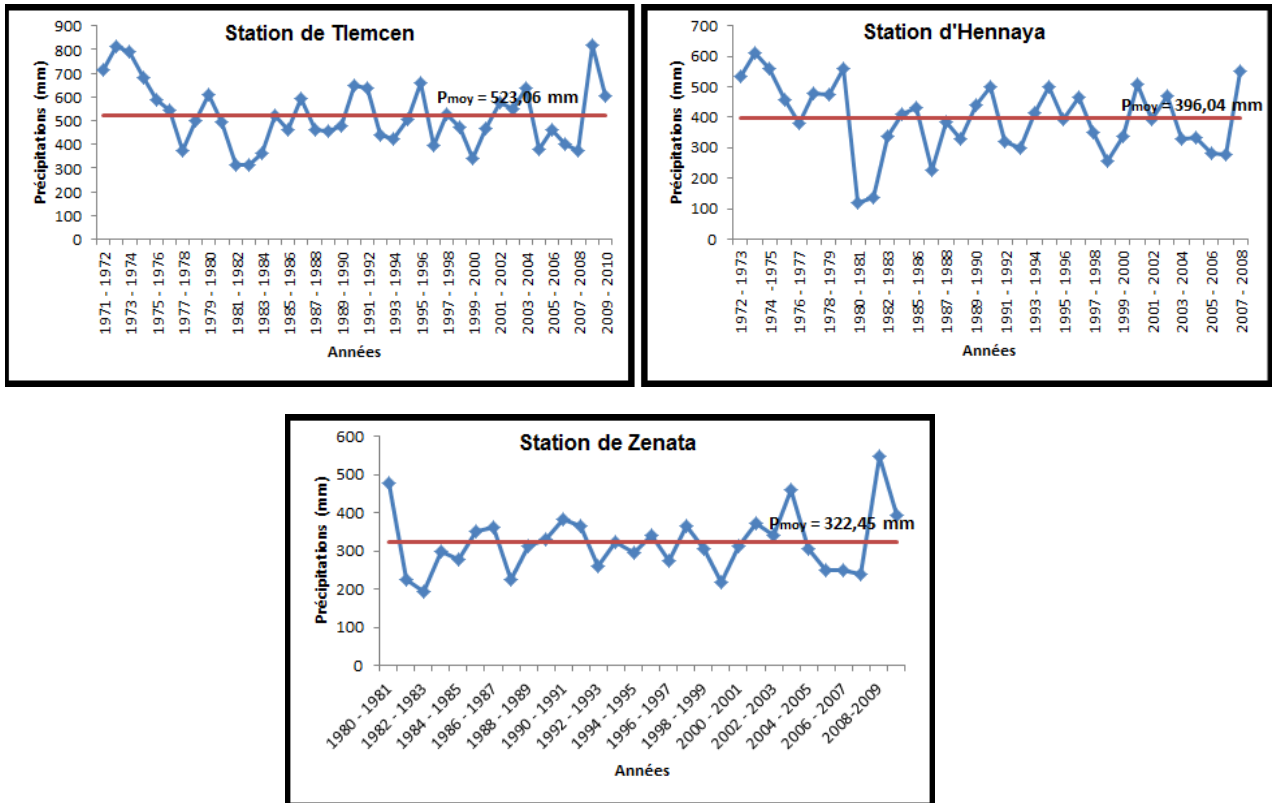 Station de Tlemcen
Précipitations (mm)
900
800
700
600
500
400
300
200
100
0
Pmoy = 523,06 mm
1971 - 1972
1973 - 1974
1975 - 1976
1977 - 1978
1979 - 1980
1981 - 1982
1983 - 1984
1985 - 1986
1987 - 1988
1989 - 1990
1991 - 1992
1993 - 1994
1995 - 1996
1997 - 1998
1999 - 2000
2001 - 2002
2003 - 2004
2005 - 2006
2007 - 2008
2009 - 2010
Années
Station d'Hennaya
Précipitations (mm)
700
600
500
400
300
200
100
0
Pmoy = 396,04 mm
1972 - 1973
1974 -1975
1976 - 1977
1978 - 1979
1980 - 1981
1982 - 1983
1985 - 1986
1987 - 1988
1989 - 1990
1991 - 1992
1993 - 1994
1995 - 1996
1997 - 1998
1999 - 2000
2001 - 2002
2003 - 2004
2005 - 2006
2007 - 2008
Années
Station de Zenata
Précipitations (mm)
600
500
400
300
200
100
0
Pmoy = 322,45 mm
1980 - 1981
1982 - 1983
1984 - 1985
1986 - 1987
1988 - 1989
1990 - 1991
1992 - 1993
1994 - 1995
1996 - 1997
1998 - 1999
2000 - 2001
2002 - 2003
2004 - 2005
2006 - 2007
2008-2009
Années